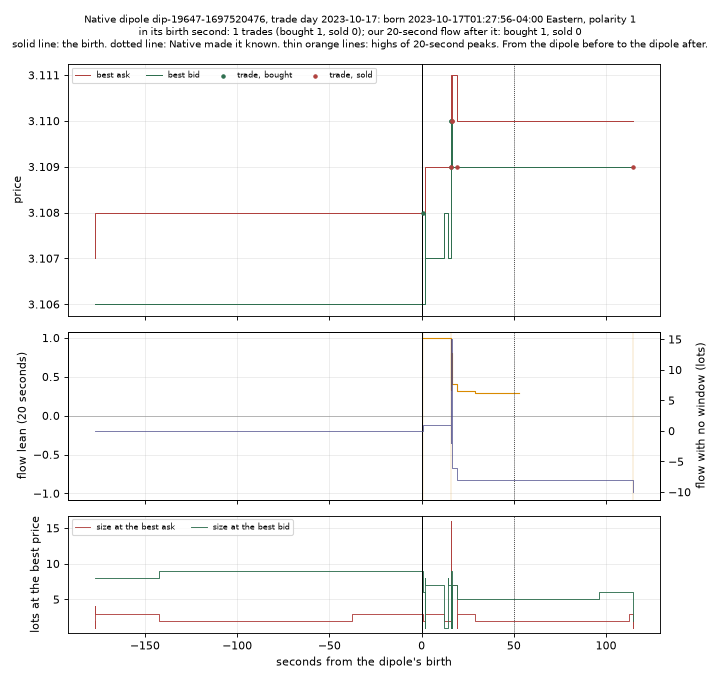 Native dipole dip-19647-1697520476, trade day 2023-10-17: born 2023-10-17T01:27:56-04:00 Eastern, polarity 1
in its birth second: 1 trades (bought 1, sold 0); our 20-second flow after it: bought 1, sold 0
solid line: the birth. dotted line: Native made it known. thin orange lines: highs of 20-second peaks. From the dipole before to the dipole after.
best ask
best bid
trade, bought
trade, sold
3.111
3.110
3.109
3.108
3.107
3.106
price
1.0
0.5
0.0
−0.5
−1.0
flow lean (20 seconds)
15
10
5
0
−5
−10
flow with no window (lots)
size at the best ask
size at the best bid
15
10
5
lots at the best price
−150
−100
−50
0
50
100
seconds from the dipole's birth